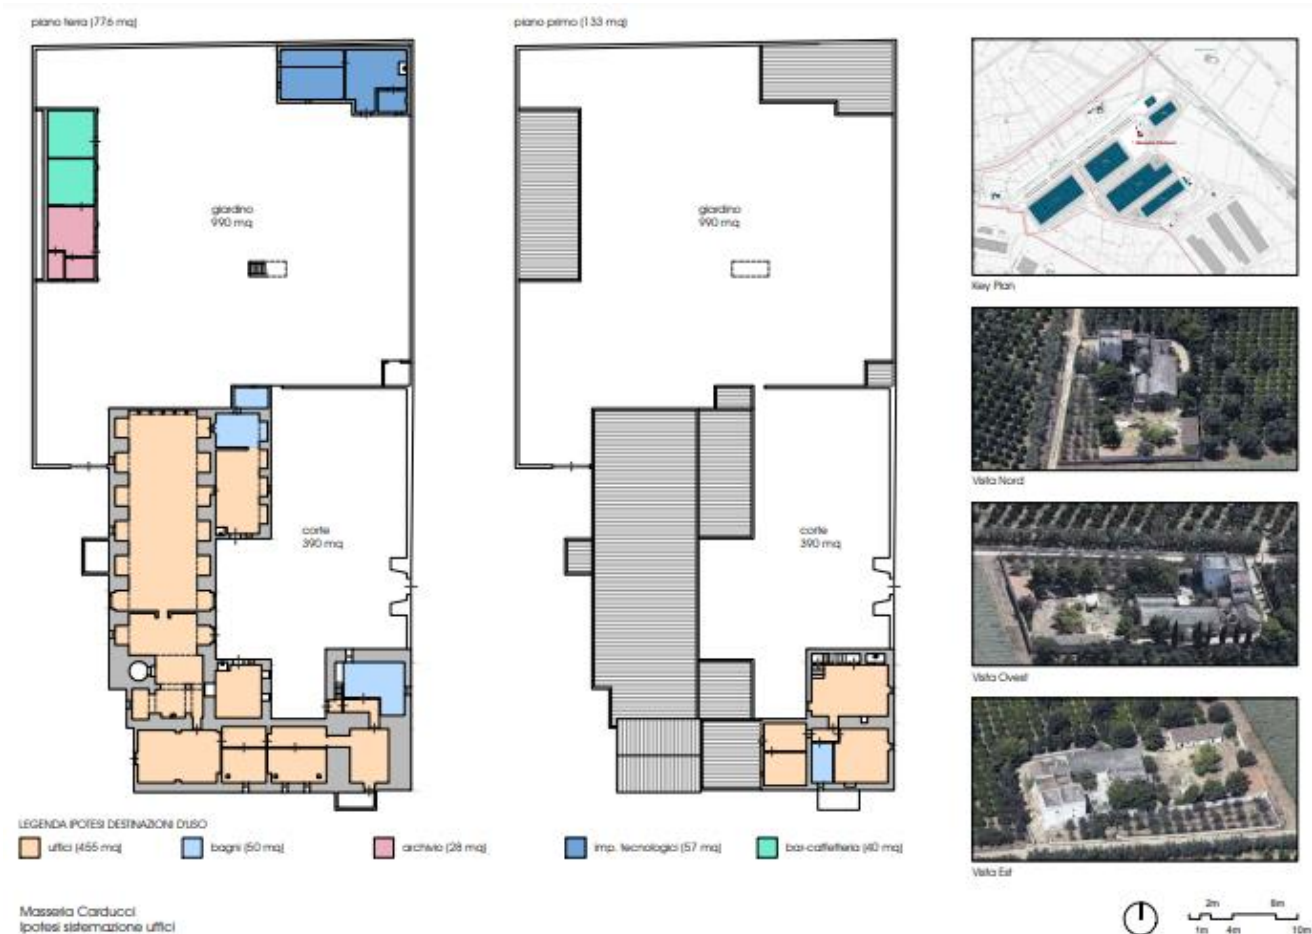 piano terra (776 mq)
piano primo (133 mq)
giardino
990 mq
giardino
990 mq
corte
390 mq
corte
390 mq
Key Plan
Vista Nord
Vista Ovest
Vista Est
LEGENDA IPOTESI DESTINAZIONI D'USO
uffici (455 mq)
bagni (50 mq)
archivio (28 mq)
imp. tecnologici (57 mq)
bar-caffetteria (40 mq)
Masseria Carducci
Ipotesi sistemazione uffici
2m
8m
1m
4m
10m